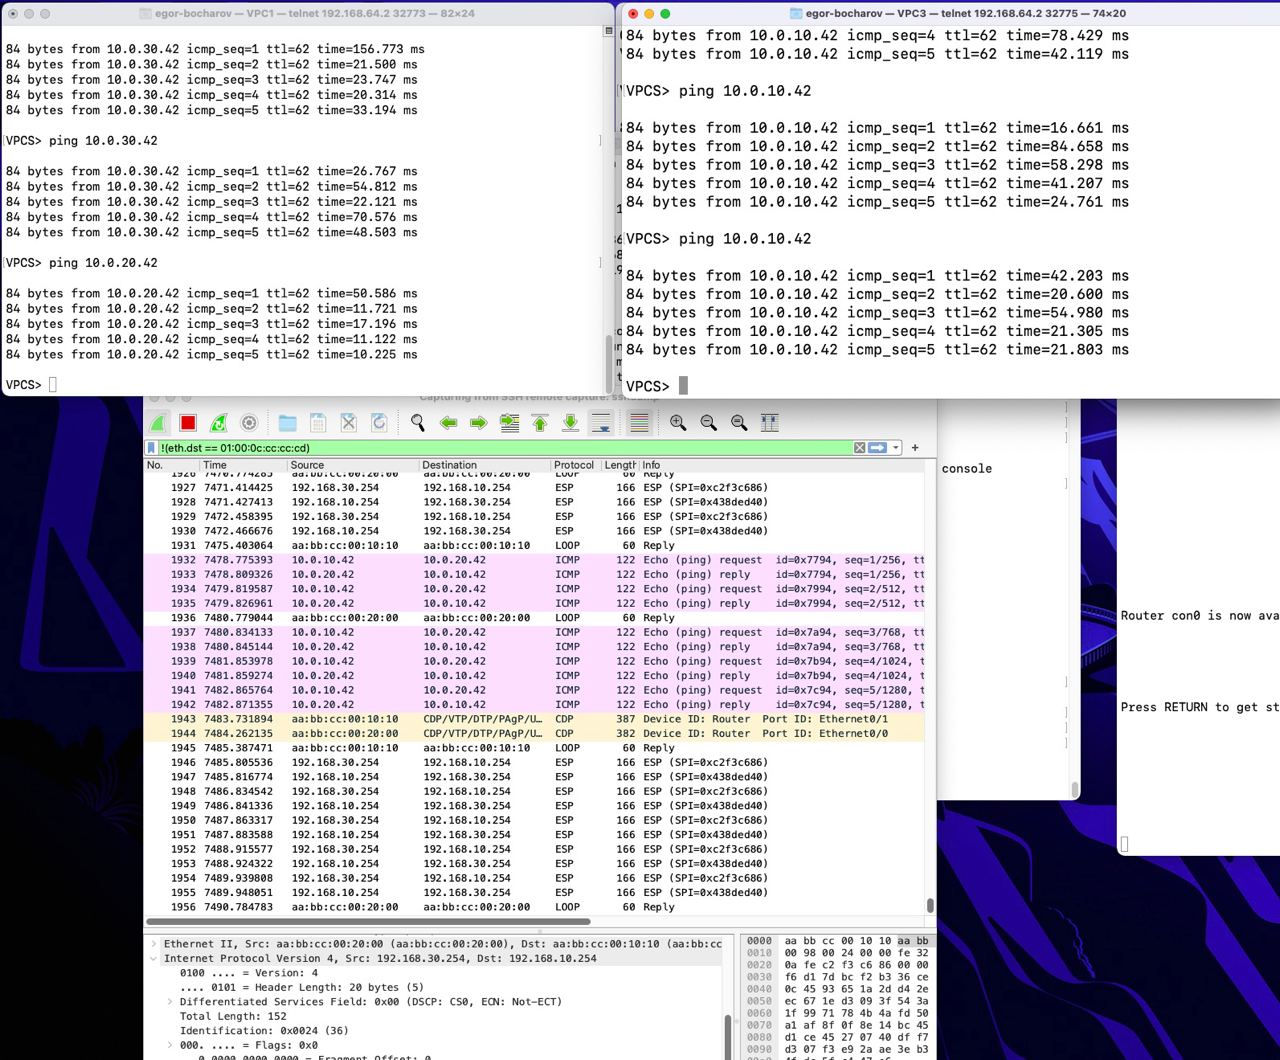 egor-bocharov — VPC1 — telnet 192.168.64.2 32773 — 82×24
84 bytes from 10.0.30.42 icmp_seq=1 ttl=62 time=156.773 ms
84 bytes from 10.0.30.42 icmp_seq=2 ttl=62 time=21.500 ms
84 bytes from 10.0.30.42 icmp_seq=3 ttl=62 time=23.747 ms
84 bytes from 10.0.30.42 icmp_seq=4 ttl=62 time=20.314 ms
84 bytes from 10.0.30.42 icmp_seq=5 ttl=62 time=33.194 ms
[VPCS> ping 10.0.30.42 ]
84 bytes from 10.0.30.42 icmp_seq=1 ttl=62 time=26.767 ms
84 bytes from 10.0.30.42 icmp_seq=2 ttl=62 time=54.812 ms
84 bytes from 10.0.30.42 icmp_seq=3 ttl=62 time=22.121 ms
84 bytes from 10.0.30.42 icmp_seq=4 ttl=62 time=70.576 ms
84 bytes from 10.0.30.42 icmp_seq=5 ttl=62 time=48.503 ms
[VPCS> ping 10.0.20.42 ]
84 bytes from 10.0.20.42 icmp_seq=1 ttl=62 time=50.586 ms
84 bytes from 10.0.20.42 icmp_seq=2 ttl=62 time=11.721 ms
84 bytes from 10.0.20.42 icmp_seq=3 ttl=62 time=17.196 ms
84 bytes from 10.0.20.42 icmp_seq=4 ttl=62 time=11.122 ms
84 bytes from 10.0.20.42 icmp_seq=5 ttl=62 time=10.225 ms
VPCS>
egor-bocharov — VPC3 — telnet 192.168.64.2 32775 — 74×20
84 bytes from 10.0.10.42 icmp_seq=4 ttl=62 time=78.429 ms
84 bytes from 10.0.10.42 icmp_seq=5 ttl=62 time=42.119 ms
VPCS> ping 10.0.10.42
84 bytes from 10.0.10.42 icmp_seq=1 ttl=62 time=16.661 ms
84 bytes from 10.0.10.42 icmp_seq=2 ttl=62 time=84.658 ms
84 bytes from 10.0.10.42 icmp_seq=3 ttl=62 time=58.298 ms
84 bytes from 10.0.10.42 icmp_seq=4 ttl=62 time=41.207 ms
84 bytes from 10.0.10.42 icmp_seq=5 ttl=62 time=24.761 ms
VPCS> ping 10.0.10.42
84 bytes from 10.0.10.42 icmp_seq=1 ttl=62 time=42.203 ms
84 bytes from 10.0.10.42 icmp_seq=2 ttl=62 time=20.600 ms
84 bytes from 10.0.10.42 icmp_seq=3 ttl=62 time=54.980 ms
84 bytes from 10.0.10.42 icmp_seq=4 ttl=62 time=21.305 ms
84 bytes from 10.0.10.42 icmp_seq=5 ttl=62 time=21.803 ms
VPCS>
Capturing from SSH remote capture: sshdump
!(eth.dst == 01:00:0c:cc:cc:cd)
No. Time Source Destination Protocol Length Info
1926 7470.774285 aa:bb:cc:00:20:00 aa:bb:cc:00:20:00 LOOP 60 Reply
1927 7471.414425 192.168.30.254 192.168.10.254 ESP 166 ESP (SPI=0xc2f3c686)
1928 7471.427413 192.168.10.254 192.168.30.254 ESP 166 ESP (SPI=0x438ded40)
1929 7472.458395 192.168.30.254 192.168.10.254 ESP 166 ESP (SPI=0xc2f3c686)
1930 7472.466676 192.168.10.254 192.168.30.254 ESP 166 ESP (SPI=0x438ded40)
1931 7475.403064 aa:bb:cc:00:10:10 aa:bb:cc:00:10:10 LOOP 60 Reply
1932 7478.775393 10.0.10.42 10.0.20.42 ICMP 122 Echo (ping) request id=0x7794, seq=1/256, tt
1933 7478.809326 10.0.20.42 10.0.10.42 ICMP 122 Echo (ping) reply id=0x7794, seq=1/256, tt
1934 7479.819587 10.0.10.42 10.0.20.42 ICMP 122 Echo (ping) request id=0x7994, seq=2/512, tt
1935 7479.826961 10.0.20.42 10.0.10.42 ICMP 122 Echo (ping) reply id=0x7994, seq=2/512, tt
1936 7480.779044 aa:bb:cc:00:20:00 aa:bb:cc:00:20:00 LOOP 60 Reply
1937 7480.834133 10.0.10.42 10.0.20.42 ICMP 122 Echo (ping) request id=0x7a94, seq=3/768, tt
1938 7480.845144 10.0.20.42 10.0.10.42 ICMP 122 Echo (ping) reply id=0x7a94, seq=3/768, tt
1939 7481.853978 10.0.10.42 10.0.20.42 ICMP 122 Echo (ping) request id=0x7b94, seq=4/1024, t
1940 7481.859274 10.0.20.42 10.0.10.42 ICMP 122 Echo (ping) reply id=0x7b94, seq=4/1024, t
1941 7482.865764 10.0.10.42 10.0.20.42 ICMP 122 Echo (ping) request id=0x7c94, seq=5/1280, t
1942 7482.871355 10.0.20.42 10.0.10.42 ICMP 122 Echo (ping) reply id=0x7c94, seq=5/1280, t
1943 7483.731894 aa:bb:cc:00:10:10 CDP/VTP/DTP/PAgP/U… CDP 387 Device ID: Router Port ID: Ethernet0/1
1944 7484.262135 aa:bb:cc:00:20:00 CDP/VTP/DTP/PAgP/U… CDP 382 Device ID: Router Port ID: Ethernet0/0
1945 7485.387471 aa:bb:cc:00:10:10 aa:bb:cc:00:10:10 LOOP 60 Reply
1946 7485.805536 192.168.30.254 192.168.10.254 ESP 166 ESP (SPI=0xc2f3c686)
1947 7485.816774 192.168.10.254 192.168.30.254 ESP 166 ESP (SPI=0x438ded40)
1948 7486.834542 192.168.30.254 192.168.10.254 ESP 166 ESP (SPI=0xc2f3c686)
1949 7486.841336 192.168.10.254 192.168.30.254 ESP 166 ESP (SPI=0x438ded40)
1950 7487.863317 192.168.30.254 192.168.10.254 ESP 166 ESP (SPI=0xc2f3c686)
1951 7487.883588 192.168.10.254 192.168.30.254 ESP 166 ESP (SPI=0x438ded40)
1952 7488.915577 192.168.30.254 192.168.10.254 ESP 166 ESP (SPI=0xc2f3c686)
1953 7488.924322 192.168.10.254 192.168.30.254 ESP 166 ESP (SPI=0x438ded40)
1954 7489.939808 192.168.30.254 192.168.10.254 ESP 166 ESP (SPI=0xc2f3c686)
1955 7489.948051 192.168.10.254 192.168.30.254 ESP 166 ESP (SPI=0x438ded40)
1956 7490.784783 aa:bb:cc:00:20:00 aa:bb:cc:00:20:00 LOOP 60 Reply
Ethernet II, Src: aa:bb:cc:00:20:00 (aa:bb:cc:00:20:00), Dst: aa:bb:cc:00:10:10 (aa:bb:cc
Internet Protocol Version 4, Src: 192.168.30.254, Dst: 192.168.10.254
0100 .... = Version: 4
.... 0101 = Header Length: 20 bytes (5)
Differentiated Services Field: 0x00 (DSCP: CS0, ECN: Not-ECT)
Total Length: 152
Identification: 0x0024 (36)
000. .... = Flags: 0x0
0000 aa bb cc 00 10 10 aa bb
0010 00 98 00 24 00 00 fe 32
0020 0a fe c2 f3 c6 86 00 00
0030 f6 d1 7d bc f2 b3 36 ce
0040 0c 45 93 65 1a 2d d4 2e
0050 ec 67 1e d3 09 3f 54 3a
0060 1f 99 71 78 4b 4a fd 50
0070 a1 af 8f 0f 8e 14 bc 45
0080 d1 ce 45 27 07 40 df f7
0090 d3 07 f3 e9 2a ae 3e b3
console
Router con0 is now ava
Press RETURN to get st